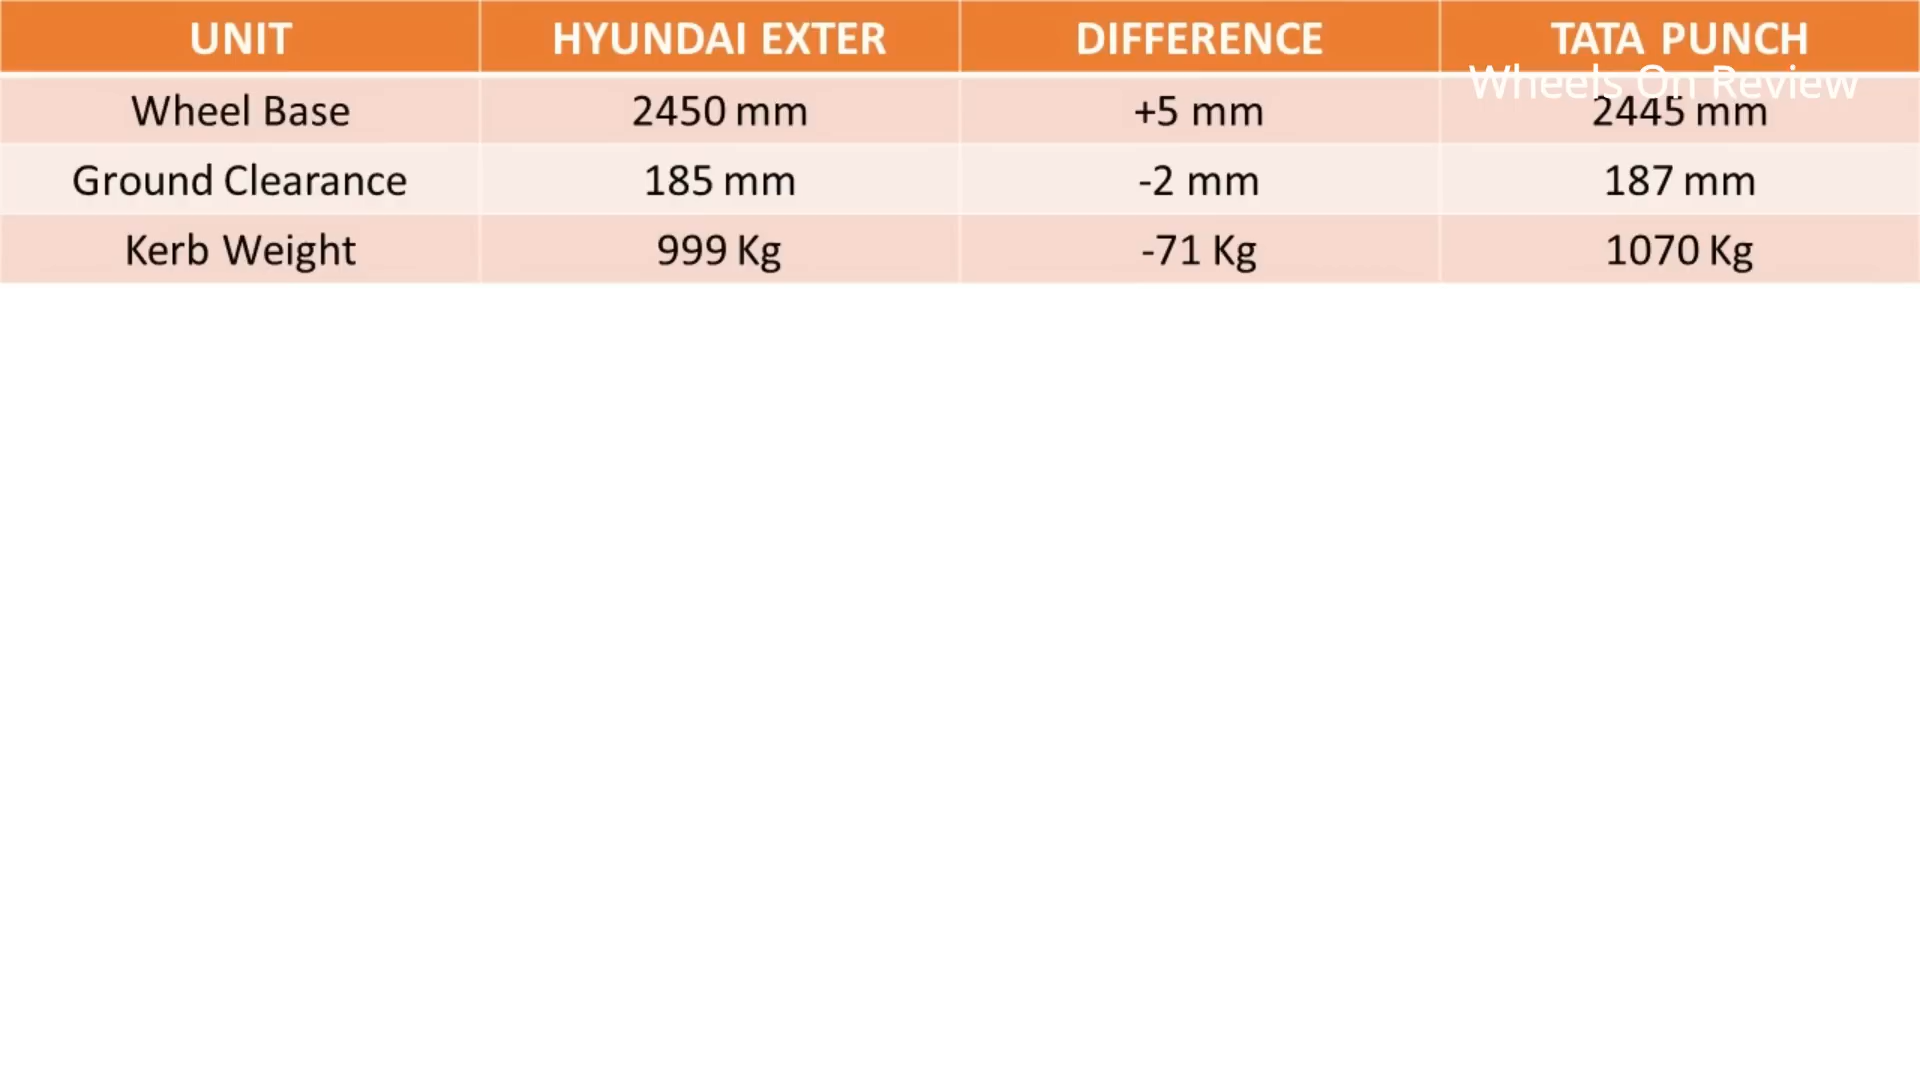 UNIT HYUNDAI EXTER DIFFERENCE TATA PUNCH
Wheels On Review
Wheel Base 2450 mm +5 mm 2445 mm
Ground Clearance 185 mm -2 mm 187 mm
Kerb Weight 999 Kg -71 Kg 1070 Kg